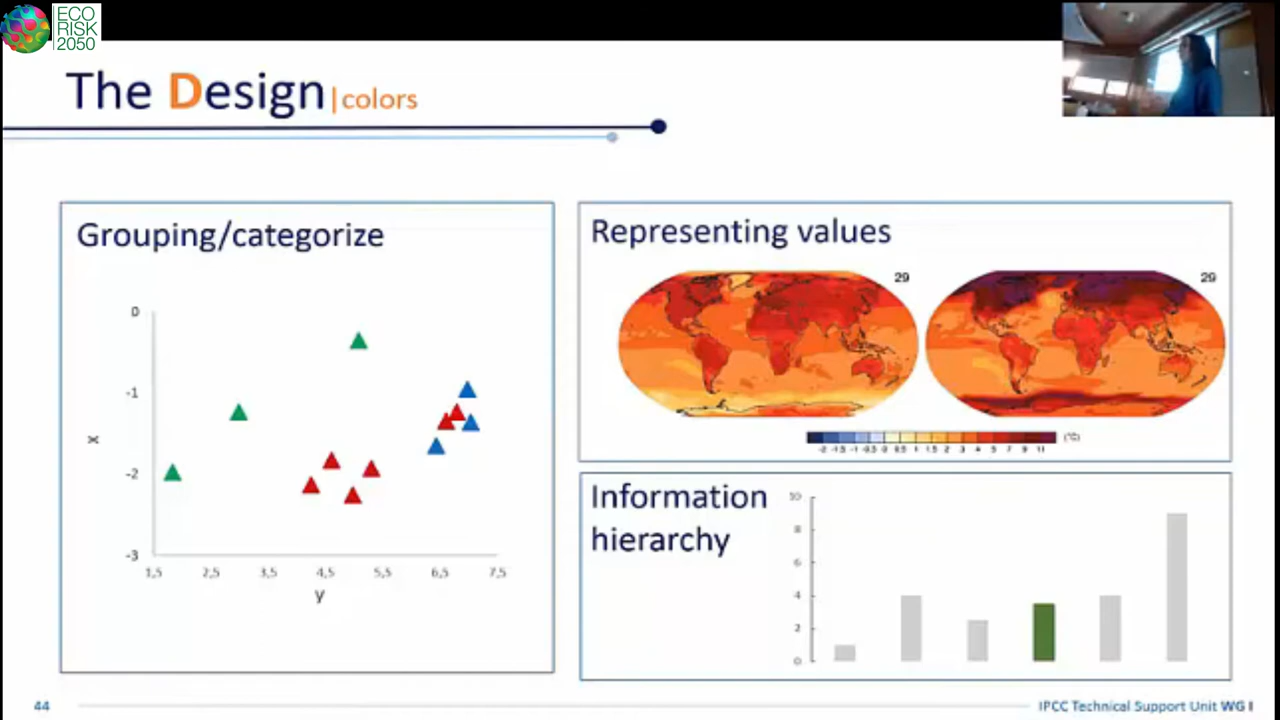 ECO
RISK
2050
The Design|colors
Grouping/categorize
0
-1
-2
-3
x
1,5 2,5 3,5 4,5 5,5 6,5 7,5
y
Representing values
29 29
-2 -1.5 -1 -0.5 0 0.5 1 1.5 2 3 4 5 7 9 11 (°C)
Information
hierarchy
10
8
6
4
2
0
44
IPCC Technical Support Unit WG I